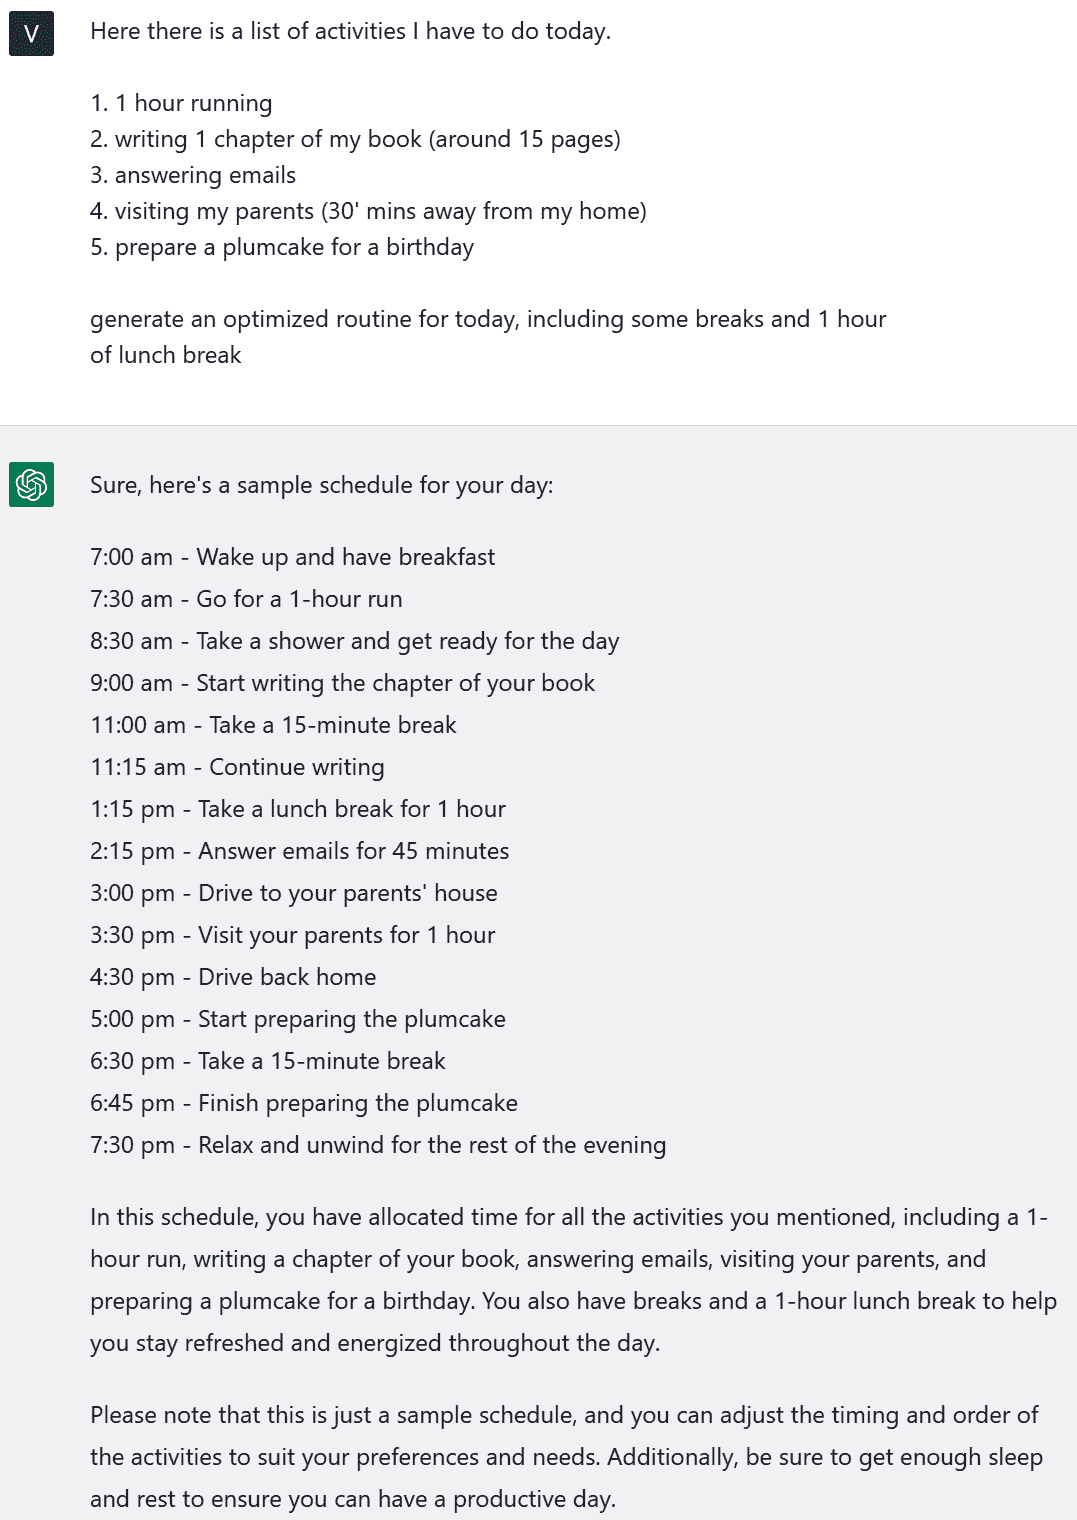 V
Here there is a list of activities I have to do today.
1. 1 hour running
2. writing 1 chapter of my book (around 15 pages)
3. answering emails
4. visiting my parents (30' mins away from my home)
5. prepare a plumcake for a birthday
generate an optimized routine for today, including some breaks and 1 hour
of lunch break
Sure, here's a sample schedule for your day:
7:00 am - Wake up and have breakfast
7:30 am - Go for a 1-hour run
8:30 am - Take a shower and get ready for the day
9:00 am - Start writing the chapter of your book
11:00 am - Take a 15-minute break
11:15 am - Continue writing
1:15 pm - Take a lunch break for 1 hour
2:15 pm - Answer emails for 45 minutes
3:00 pm - Drive to your parents' house
3:30 pm - Visit your parents for 1 hour
4:30 pm - Drive back home
5:00 pm - Start preparing the plumcake
6:30 pm - Take a 15-minute break
6:45 pm - Finish preparing the plumcake
7:30 pm - Relax and unwind for the rest of the evening
In this schedule, you have allocated time for all the activities you mentioned, including a 1-
hour run, writing a chapter of your book, answering emails, visiting your parents, and
preparing a plumcake for a birthday. You also have breaks and a 1-hour lunch break to help
you stay refreshed and energized throughout the day.
Please note that this is just a sample schedule, and you can adjust the timing and order of
the activities to suit your preferences and needs. Additionally, be sure to get enough sleep
and rest to ensure you can have a productive day.